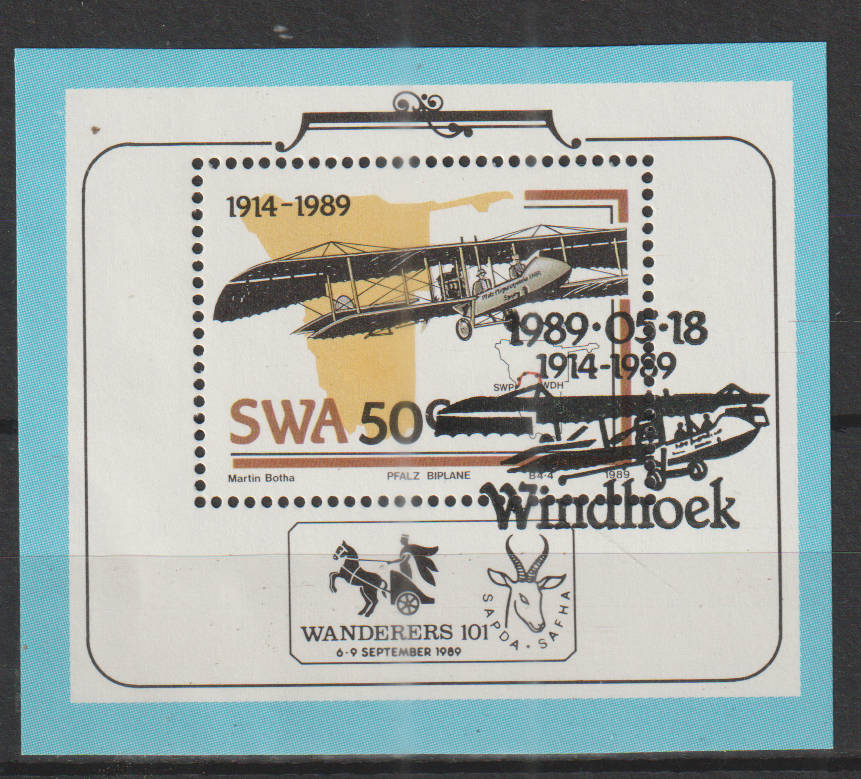 1914-1989
1989·05·18
1914-1989
SWP WDH
SWA 50c
Martin Botha PFALZ BIPLANE B4·4 1989
Windhoek
WANDERERS 101
6-9 SEPTEMBER 1989
SAPDA · SAFHA